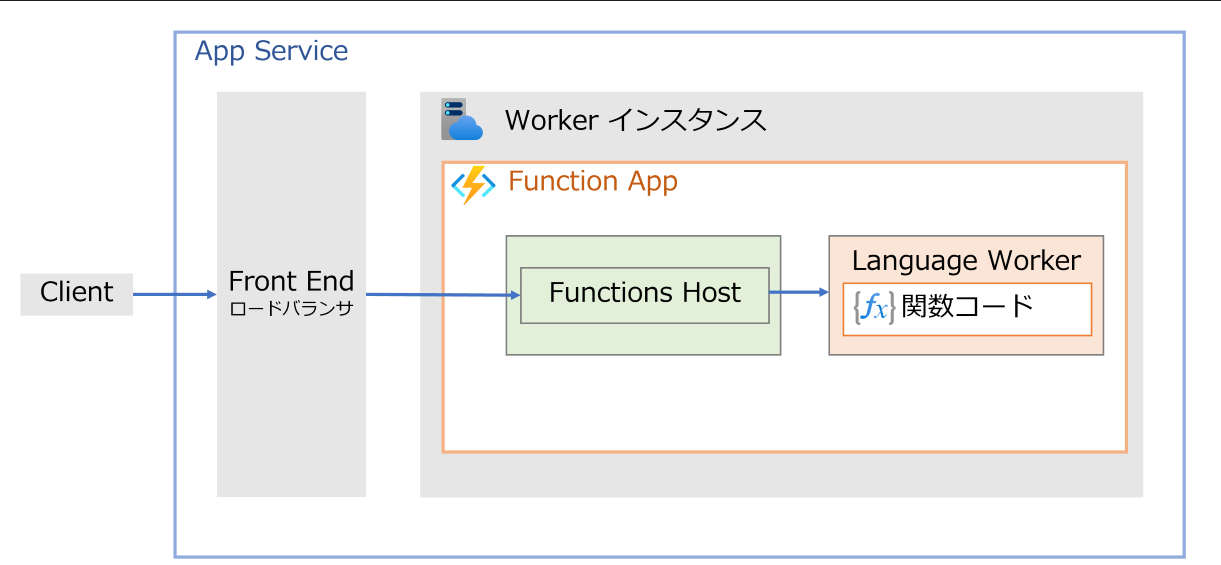 App Service
Worker インスタンス
Function App
Client
Front End
ロードバランサ
Functions Host
Language Worker
{fx} 関数コード